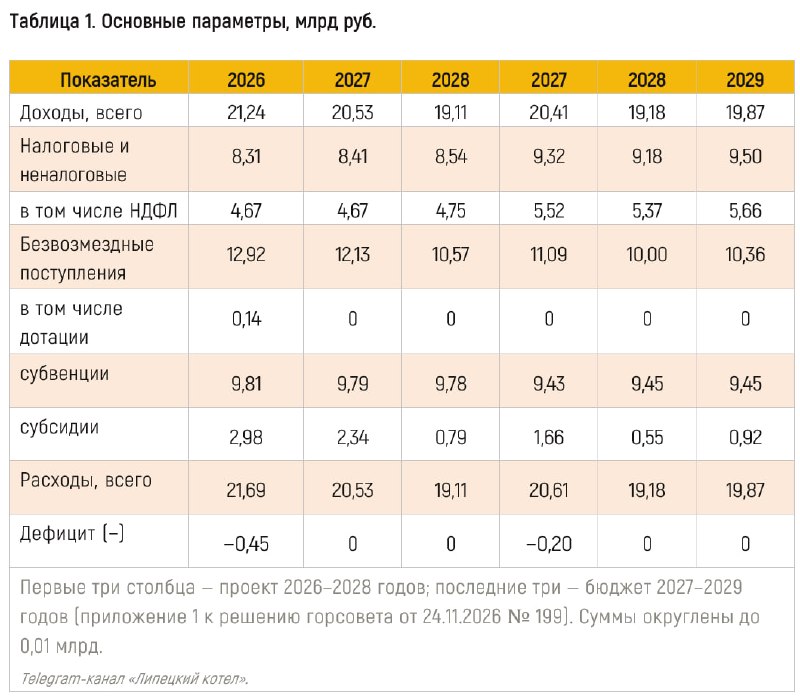 Таблица 1. Основные параметры, млрд руб.
Показатель 2026 2027 2028 2027 2028 2029
Доходы, всего 21,24 20,53 19,11 20,41 19,18 19,87
Налоговые и
неналоговые 8,31 8,41 8,54 9,32 9,18 9,50
в том числе НДФЛ 4,67 4,67 4,75 5,52 5,37 5,66
Безвозмездные
поступления 12,92 12,13 10,57 11,09 10,00 10,36
в том числе
дотации 0,14 0 0 0 0 0
субвенции 9,81 9,79 9,78 9,43 9,45 9,45
субсидии 2,98 2,34 0,79 1,66 0,55 0,92
Расходы, всего 21,69 20,53 19,11 20,61 19,18 19,87
Дефицит (–) –0,45 0 0 –0,20 0 0
Первые три столбца – проект 2026–2028 годов; последние три – бюджет 2027–2029
годов (приложение 1 к решению горсовета от 24.11.2026 № 199). Суммы округлены до
0,01 млрд.
Telegram-канал «Липецкий котел».